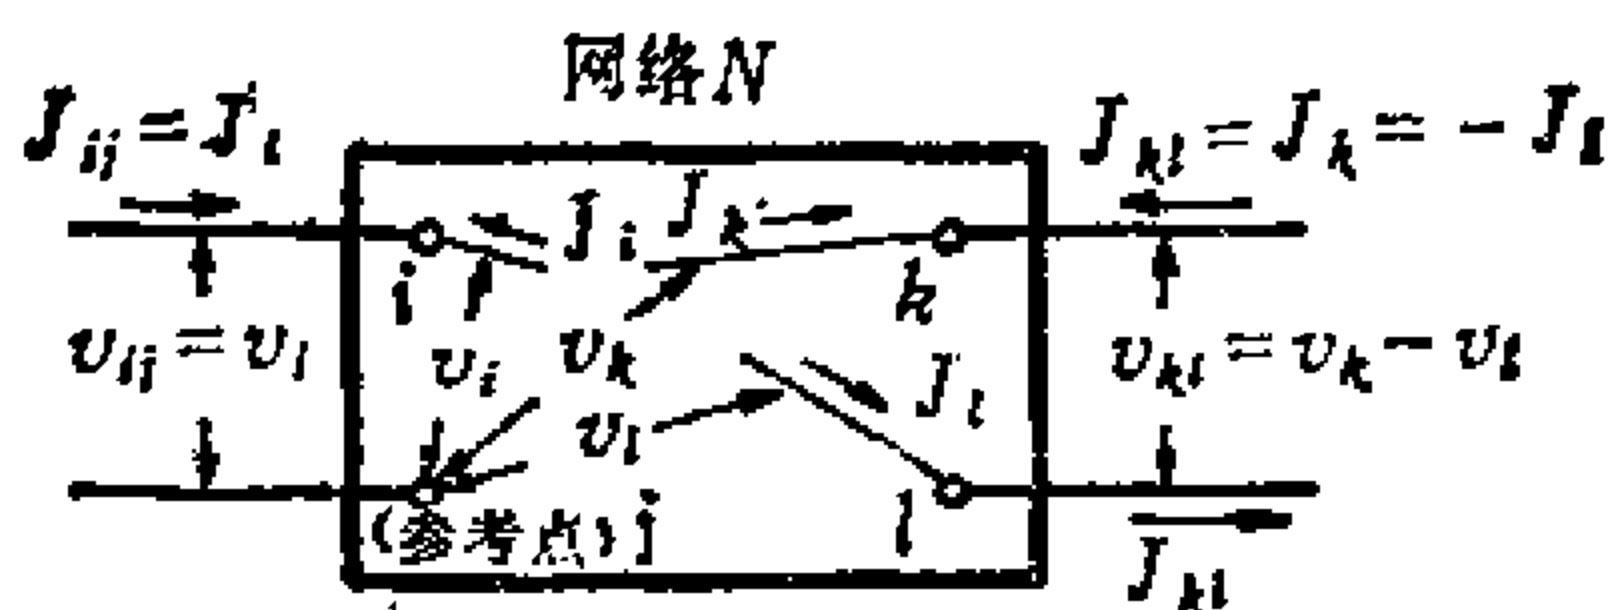 网络N
J_ij = J_i
J_kl = J_k = - J_l
J_i J_k
i
k
v_ij = v_i
v_i
v_k
v_kl = v_k - v_l
J_l
v_l
(参考点) j
l
J_kl